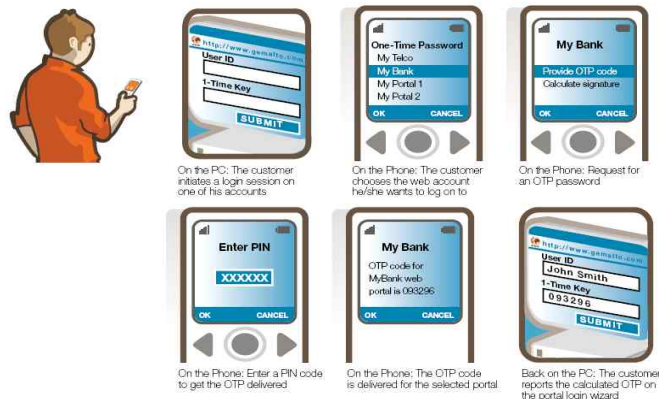 http://www.gemalto.com
User ID
1-Time Key
SUBMIT
On the PC: The customer
initiates a login session on
one of his accounts
One-Time Password
My Telco
My Bank
My Portal 1
My Potal 2
OK CANCEL
On the Phone: The customer
chooses the web account
he/she wants to log on to
My Bank
Provide OTP code
Calculate signature
OK CANCEL
On the Phone: Request for
an OTP password
Enter PIN
XXXXXX
OK CANCEL
On the Phone: Enter a PIN code
to get the OTP delivered
My Bank
OTP code for
MyBank web
portal is 093296
OK CANCEL
On the Phone: The OTP code
is delivered for the selected portal
http://www.gemalto.com
User ID
John Smith
1-Time Key
093296
SUBMIT
Back on the PC: The customer
reports the calculated OTP on
the portal login wizard